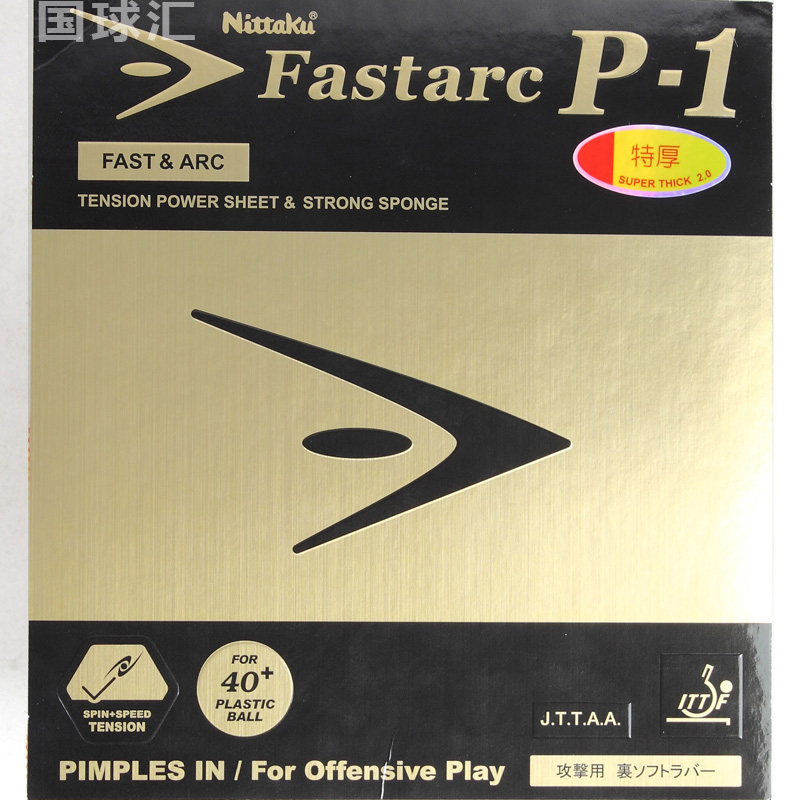 国球汇
Nittaku®
Fastarc P-1
FAST & ARC
特厚
SUPER THICK 2.0
TENSION POWER SHEET & STRONG SPONGE
SPIN+SPEED
TENSION
FOR
40+
PLASTIC
BALL
J.T.T.A.A.
ITTF
PIMPLES IN / For Offensive Play
攻撃用 裏ソフトラバー